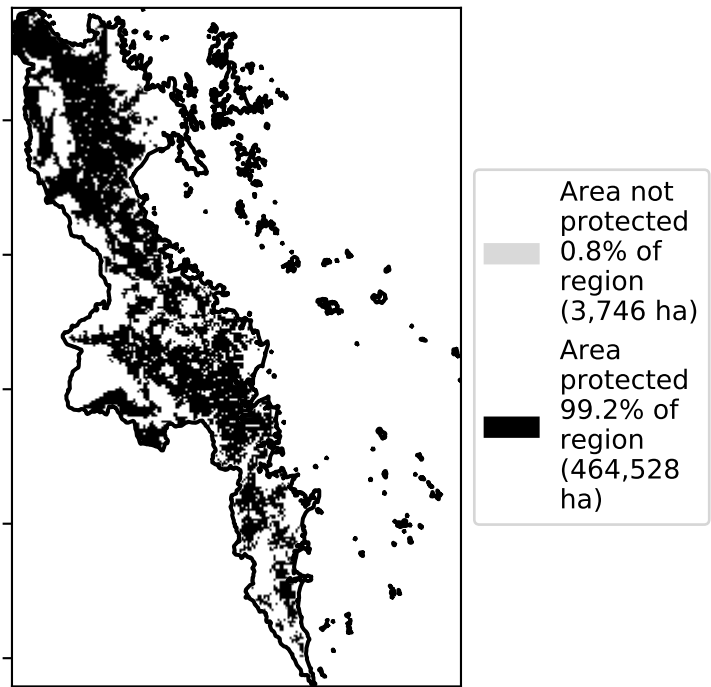 Area not
protected
0.8% of
region
(3,746 ha)
Area
protected
99.2% of
region
(464,528
ha)